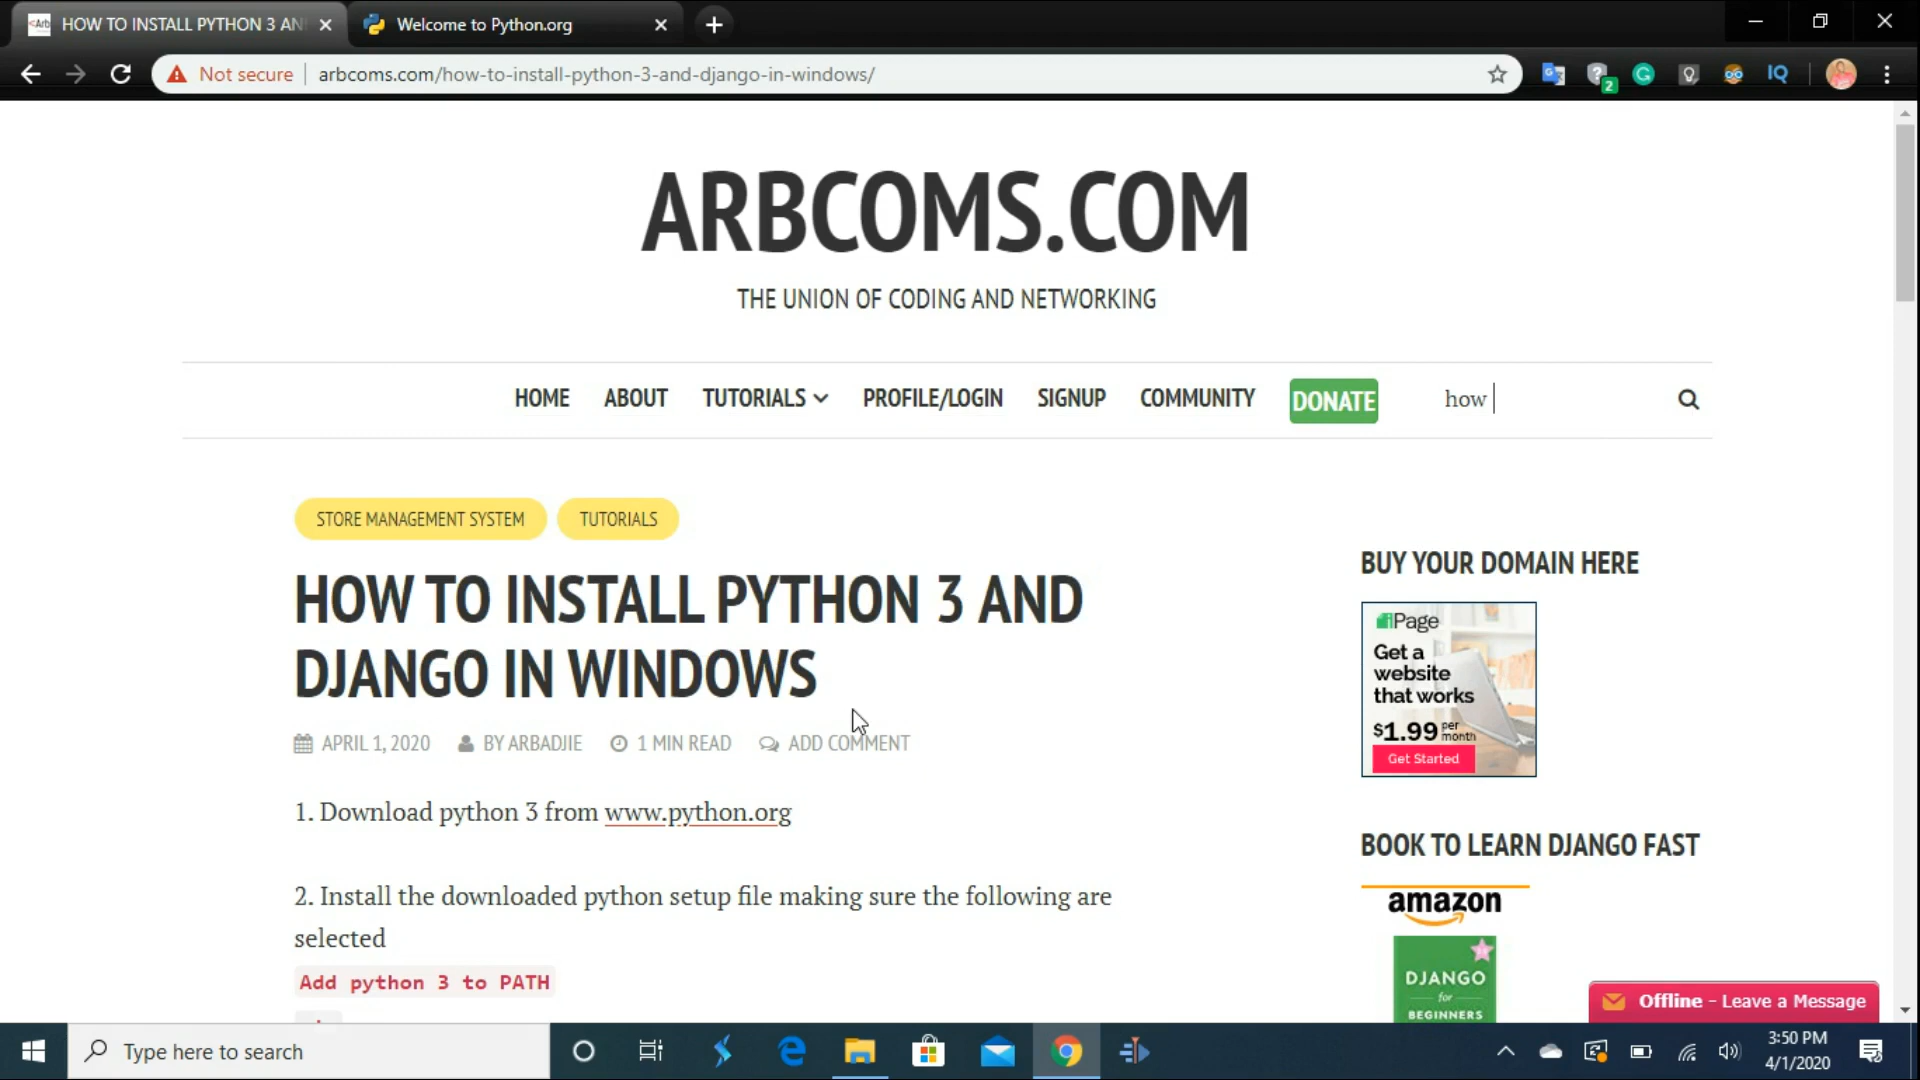 HOW TO INSTALL PYTHON 3 AN
Welcome to Python.org
Not secure
arbcoms.com/how-to-install-python-3-and-django-in-windows/
2
IQ
ARBCOMS.COM
THE UNION OF CODING AND NETWORKING
HOME
ABOUT
TUTORIALS
PROFILE/LOGIN
SIGNUP
COMMUNITY
DONATE
how
STORE MANAGEMENT SYSTEM
TUTORIALS
HOW TO INSTALL PYTHON 3 AND
DJANGO IN WINDOWS
APRIL 1, 2020
BY ARBADJIE
1 MIN READ
ADD COMMENT
1. Download python 3 from www.python.org
2. Install the downloaded python setup file making sure the following are
selected
Add python 3 to PATH
BUY YOUR DOMAIN HERE
iPage
Get a
website
that works
$1.99 per
month
Get Started
BOOK TO LEARN DJANGO FAST
amazon
DJANGO
for
BEGINNERS
Offline - Leave a Message
Type here to search
3:50 PM
4/1/2020